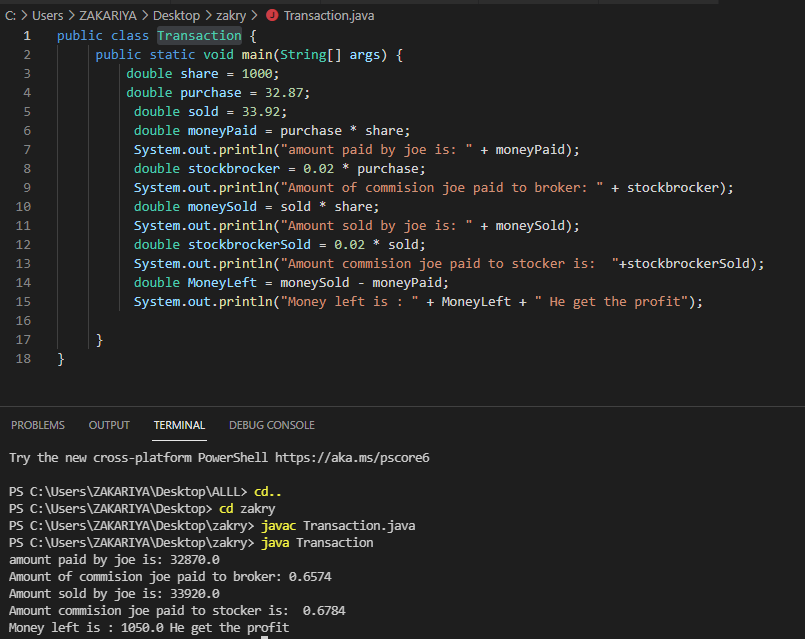 C: > Users > ZAKARIYA > Desktop > zakry > J Transaction.java
1 public class Transaction {
2 public static void main(String[] args) {
3 double share = 1000;
4 double purchase = 32.87;
5 double sold = 33.92;
6 double moneyPaid = purchase * share;
7 System.out.println("amount paid by joe is: " + moneyPaid);
8 double stockbrocker = 0.02 * purchase;
9 System.out.println("Amount of commision joe paid to broker: " + stockbrocker);
10 double moneySold = sold * share;
11 System.out.println("Amount sold by joe is: " + moneySold);
12 double stockbrockerSold = 0.02 * sold;
13 System.out.println("Amount commision joe paid to stocker is:  "+stockbrockerSold);
14 double MoneyLeft = moneySold - moneyPaid;
15 System.out.println("Money left is : " + MoneyLeft + " He get the profit");
16
17 }
18 }
PROBLEMS OUTPUT TERMINAL DEBUG CONSOLE
Try the new cross-platform PowerShell https://aka.ms/pscore6
PS C:\Users\ZAKARIYA\Desktop\ALLL> cd..
PS C:\Users\ZAKARIYA\Desktop> cd zakry
PS C:\Users\ZAKARIYA\Desktop\zakry> javac Transaction.java
PS C:\Users\ZAKARIYA\Desktop\zakry> java Transaction
amount paid by joe is: 32870.0
Amount of commision joe paid to broker: 0.6574
Amount sold by joe is: 33920.0
Amount commision joe paid to stocker is:  0.6784
Money left is : 1050.0 He get the profit